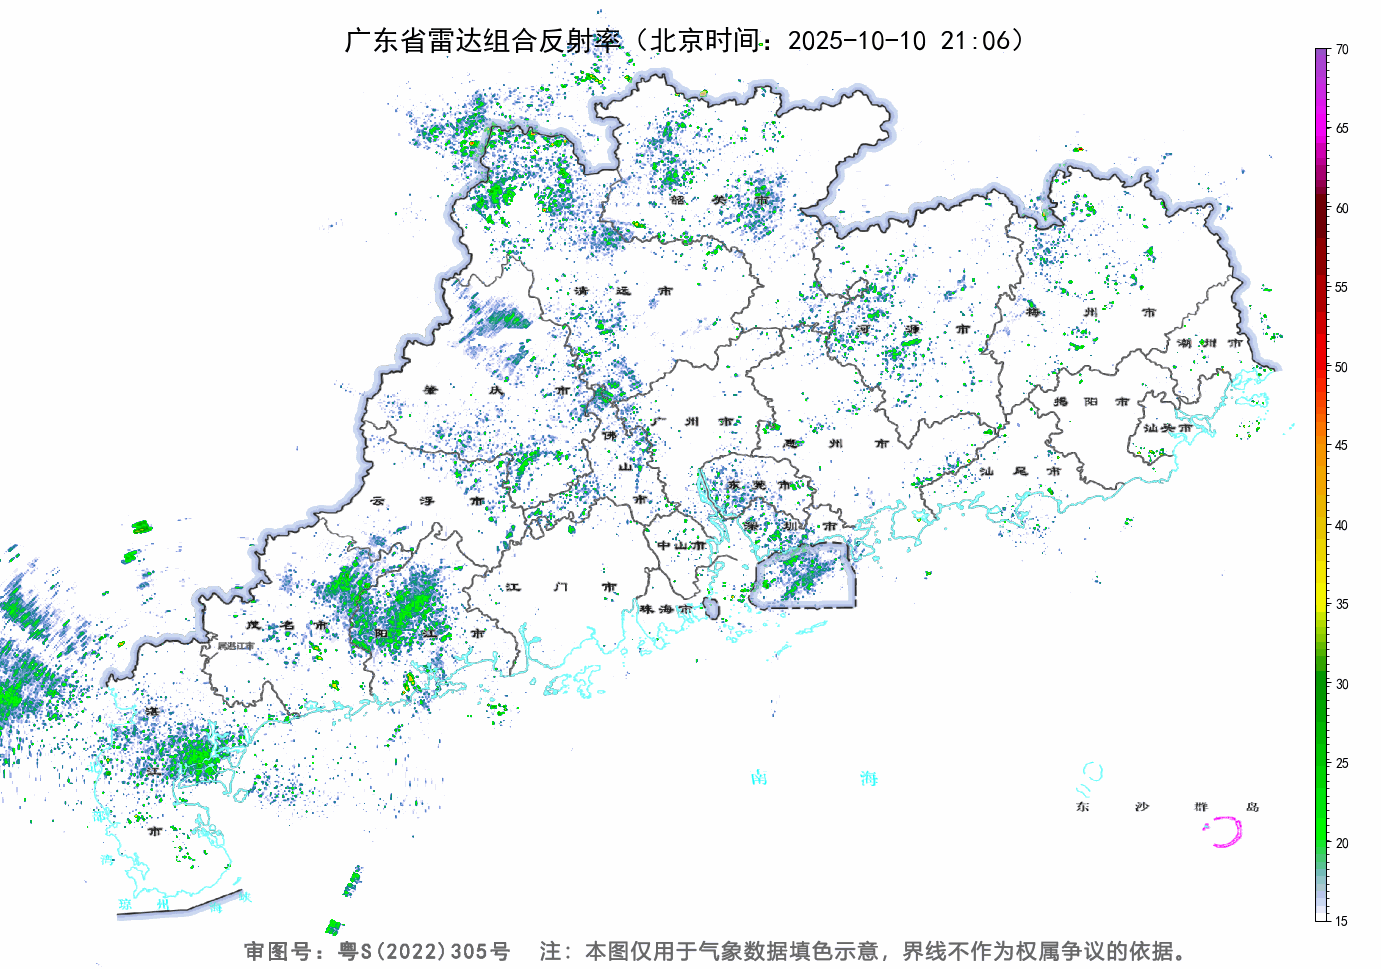 广东省雷达组合反射率（北京时间：2025-10-10 21:06）
70
65
60
55
50
45
40
35
30
25
20
15
韶关市
清远市
河源市
梅州市
潮州市
肇庆市
揭阳市
汕头市
广州市
佛山市
惠州市
汕尾市
云浮市
东莞市
深圳市
中山市
江门市
珠海市
茂名市
阳江市
属湛江市
湛江市
南海
东沙群岛
湾
琼州海峡
审图号：粤S(2022)305号 注：本图仅用于气象数据填色示意，界线不作为权属争议的依据。